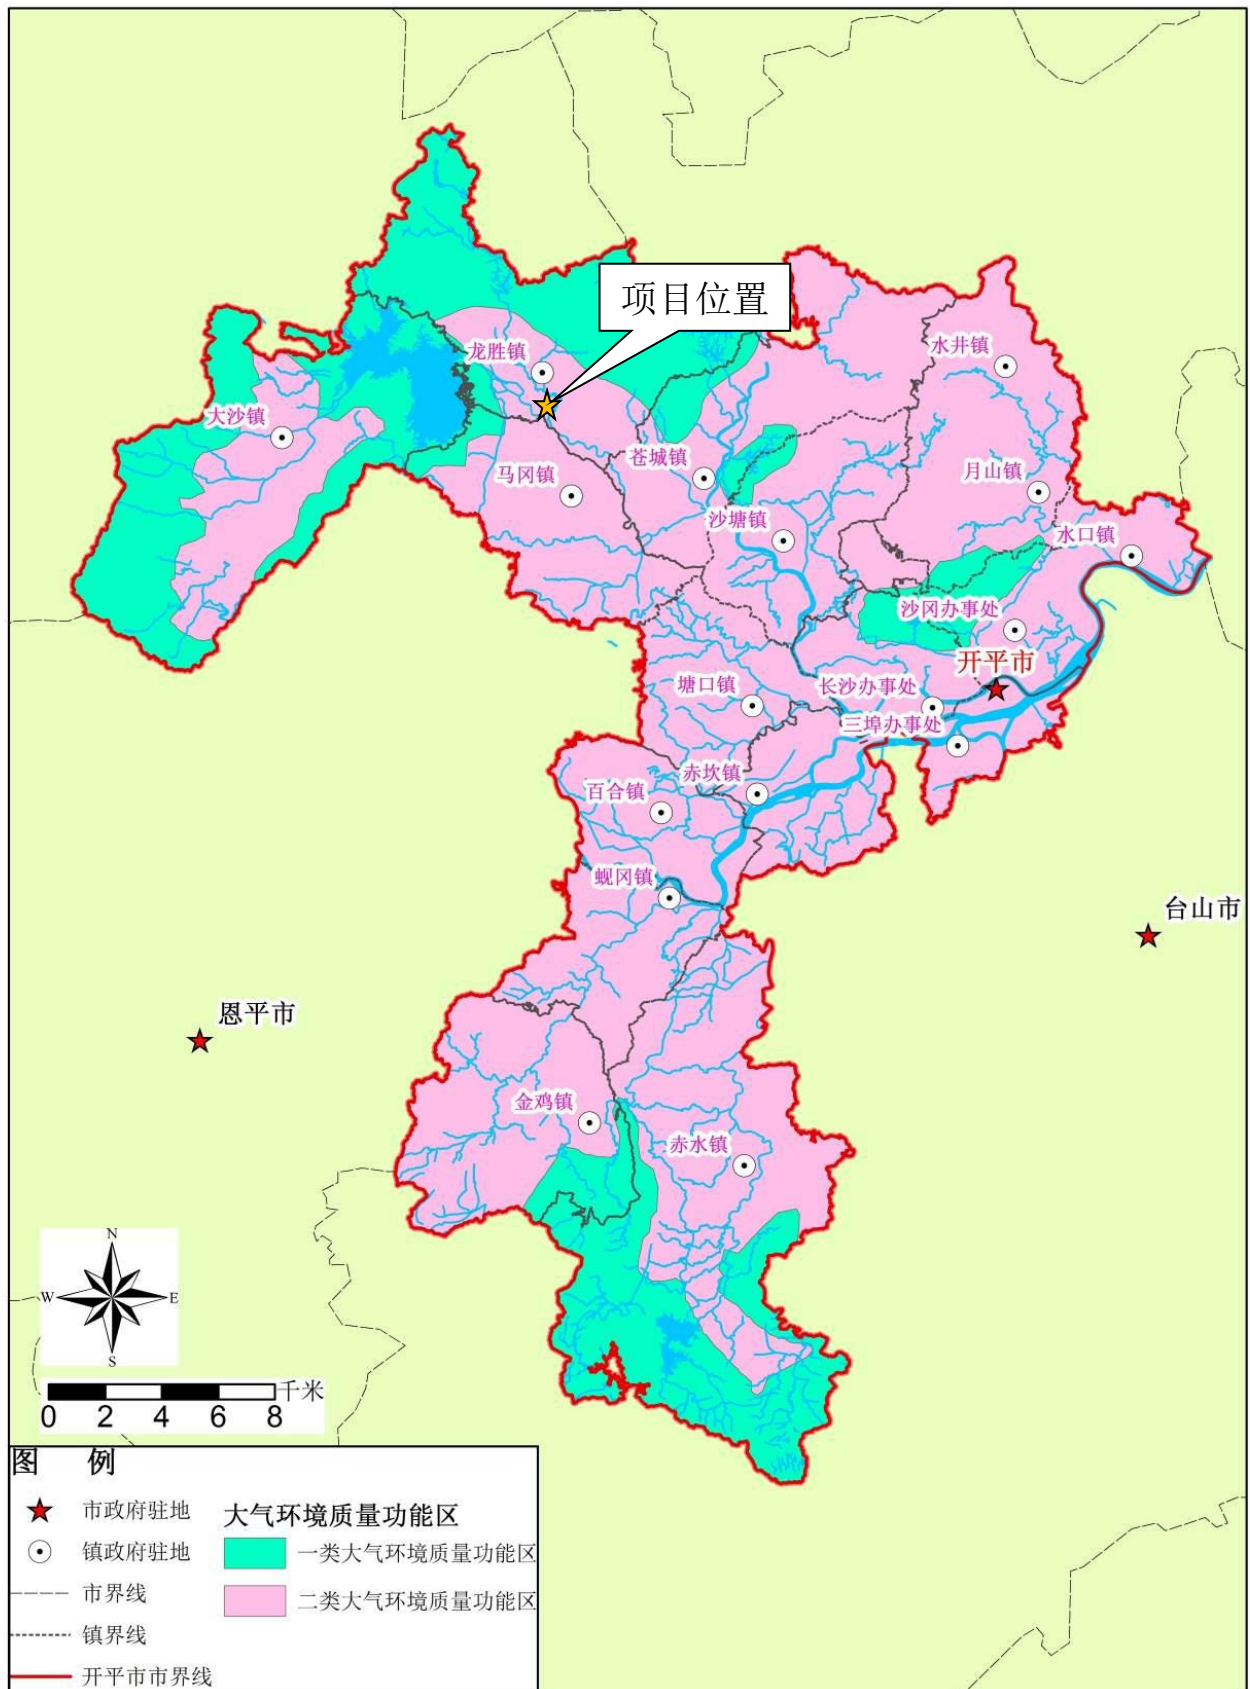 项目位置
龙胜镇
水井镇
大沙镇
马冈镇
苍城镇
月山镇
沙塘镇
水口镇
沙冈办事处
开平市
塘口镇
长沙办事处
三埠办事处
赤坎镇
百合镇
蚬冈镇
台山市
恩平市
金鸡镇
赤水镇
N
W
E
S
千米
0 2 4 6 8
图 例
市政府驻地
镇政府驻地
市界线
镇界线
开平市市界线
大气环境质量功能区
一类大气环境质量功能区
二类大气环境质量功能区